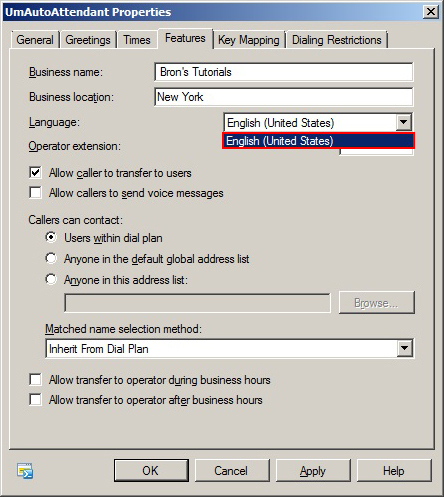 UmAutoAttendant Properties
General Greetings Times Features Key Mapping Dialing Restrictions
Business name: Bron's Tutorials
Business location: New York
Language: English (United States)
English (United States)
Operator extension:
Allow caller to transfer to users
Allow callers to send voice messages
Callers can contact:
Users within dial plan
Anyone in the default global address list
Anyone in this address list:
Browse...
Matched name selection method:
Inherit From Dial Plan
Allow transfer to operator during business hours
Allow transfer to operator after business hours
OK Cancel Apply Help